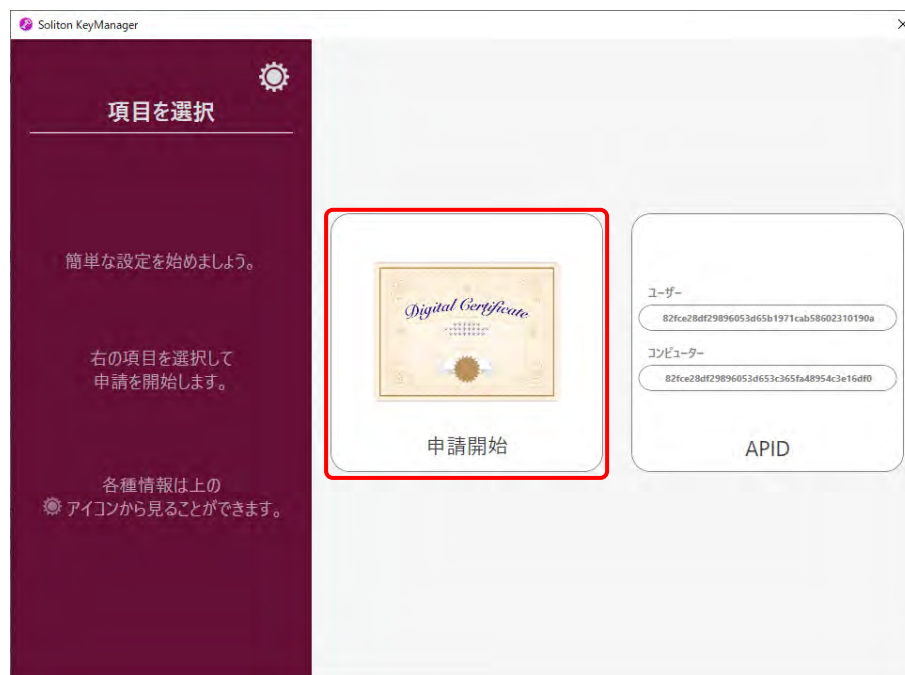 Soliton KeyManager
項目を選択
簡単な設定を始めましょう。
右の項目を選択して
申請を開始します。
各種情報は上の
アイコンから見ることができます。
Digital Certificate
申請開始
ユーザー
82fce28df29896053d65b1971cab58602310190a
コンピューター
82fce28df29896053d653c365fa48954c3e16df0
APID